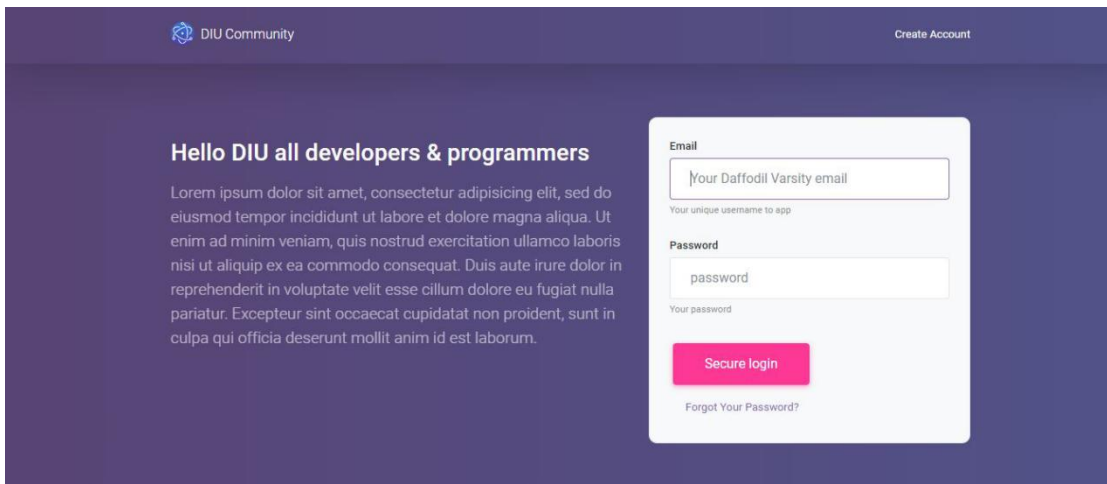 DIU Community
Create Account
Hello DIU all developers & programmers
Lorem ipsum dolor sit amet, consectetur adipisicing elit, sed do
eiusmod tempor incididunt ut labore et dolore magna aliqua. Ut
enim ad minim veniam, quis nostrud exercitation ullamco laboris
nisi ut aliquip ex ea commodo consequat. Duis aute irure dolor in
reprehenderit in voluptate velit esse cillum dolore eu fugiat nulla
pariatur. Excepteur sint occaecat cupidatat non proident, sunt in
culpa qui officia deserunt mollit anim id est laborum.
Email
Your Daffodil Varsity email
Your unique username to app
Password
password
Your password
Secure login
Forgot Your Password?